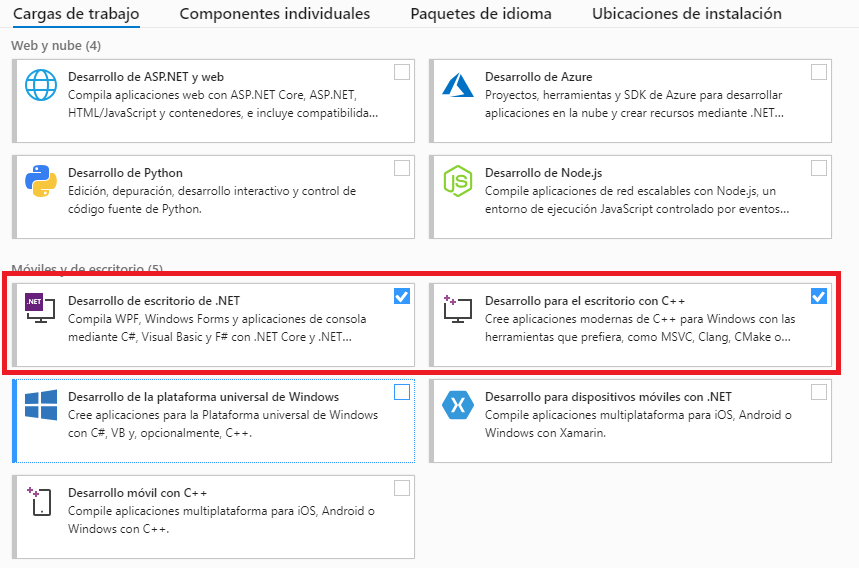 Cargas de trabajo Componentes individuales Paquetes de idioma Ubicaciones de instalación
Web y nube (4)
Desarrollo de ASP.NET y web
Compila aplicaciones web con ASP.NET Core, ASP.NET,
HTML/JavaScript y contenedores, e incluye compatibilida...
Desarrollo de Azure
Proyectos, herramientas y SDK de Azure para desarrollar
aplicaciones en la nube y crear recursos mediante .NET...
Desarrollo de Python
Edición, depuración, desarrollo interactivo y control de
código fuente de Python.
JS
Desarrollo de Node.js
Compile aplicaciones de red escalables con Node.js, un
entorno de ejecución JavaScript controlado por eventos...
Móviles y de escritorio (5)
.NET
Desarrollo de escritorio de .NET
Compila WPF, Windows Forms y aplicaciones de consola
mediante C#, Visual Basic y F# con .NET Core y .NET...
Desarrollo para el escritorio con C++
Cree aplicaciones modernas de C++ para Windows con las
herramientas que prefiera, como MSVC, Clang, CMake o...
Desarrollo de la plataforma universal de Windows
Cree aplicaciones para la Plataforma universal de Windows
con C#, VB y, opcionalmente, C++.
Desarrollo para dispositivos móviles con .NET
Compile aplicaciones multiplataforma para iOS, Android o
Windows con Xamarin.
Desarrollo móvil con C++
Compile aplicaciones multiplataforma para iOS, Android o
Windows con C++.